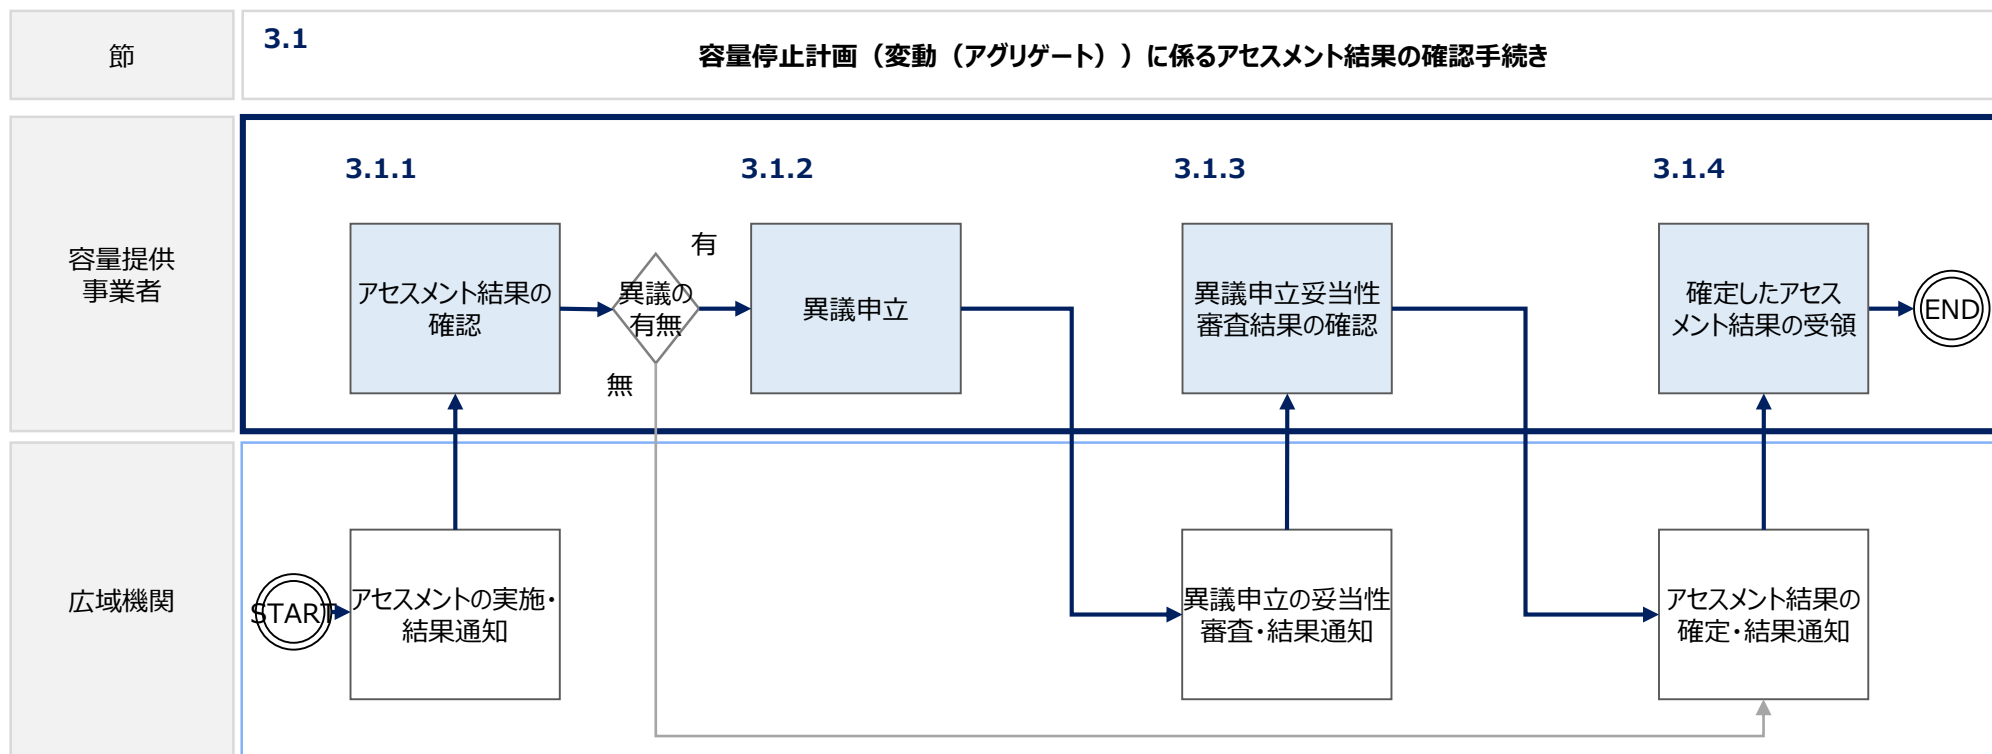 節
3.1
容量停止計画（変動（アグリゲート））に係るアセスメント結果の確認手続き
容量提供
事業者
3.1.1
3.1.2
3.1.3
3.1.4
アセスメント結果の
確認
異議の
有無
有
無
異議申立
異議申立妥当性
審査結果の確認
確定したアセス
メント結果の受領
END
広域機関
START
アセスメントの実施・
結果通知
異議申立の妥当性
審査・結果通知
アセスメント結果の
確定・結果通知